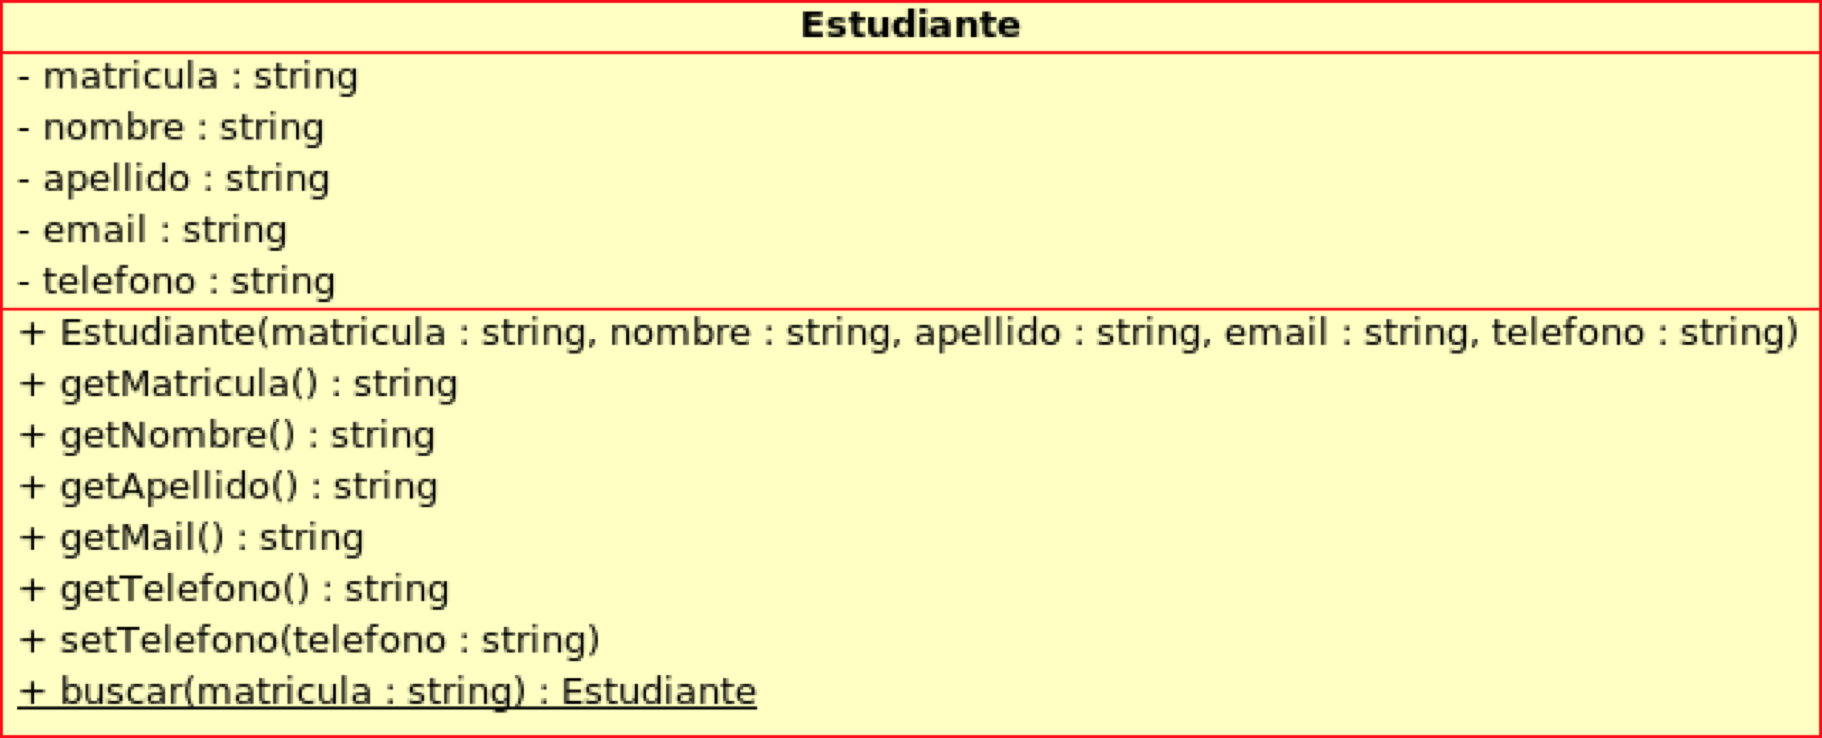 Estudiante
- matricula : string
- nombre : string
- apellido : string
- email : string
- telefono : string
+ Estudiante(matricula : string, nombre : string, apellido : string, email : string, telefono : string)
+ getMatricula() : string
+ getNombre() : string
+ getApellido() : string
+ getMail() : string
+ getTelefono() : string
+ setTelefono(telefono : string)
+ buscar(matricula : string) : Estudiante